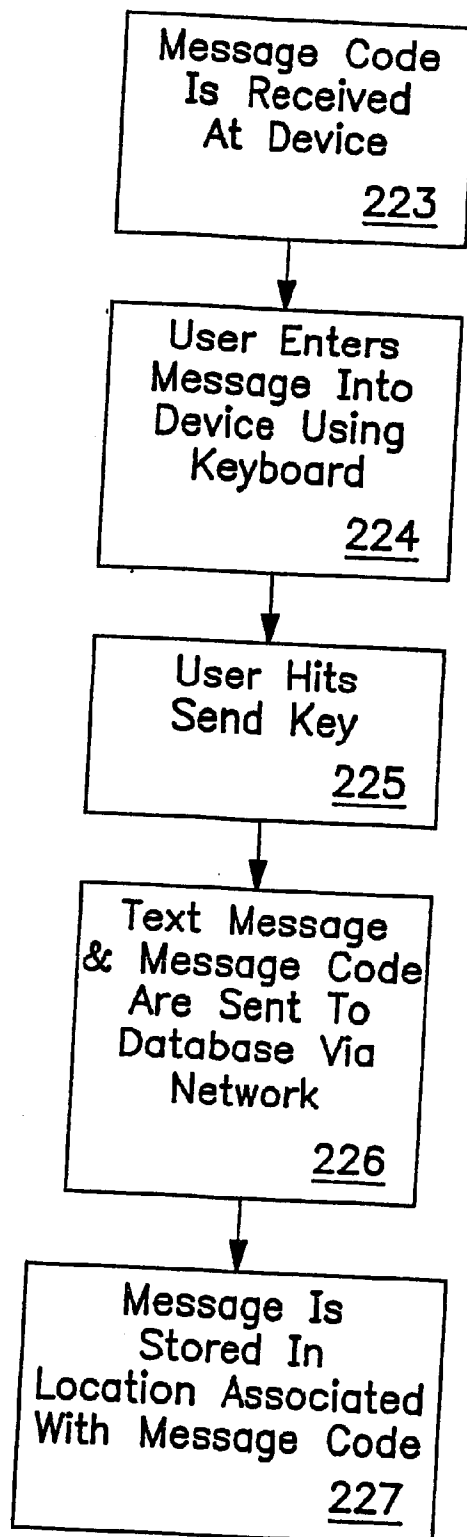 Message Code
Is Received
At Device
223
User Enters
Message Into
Device Using
Keyboard
224
User Hits
Send Key
225
Text Message
& Message Code
Are Sent To
Database Via
Network
226
Message Is
Stored In
Location Associated
With Message Code
227